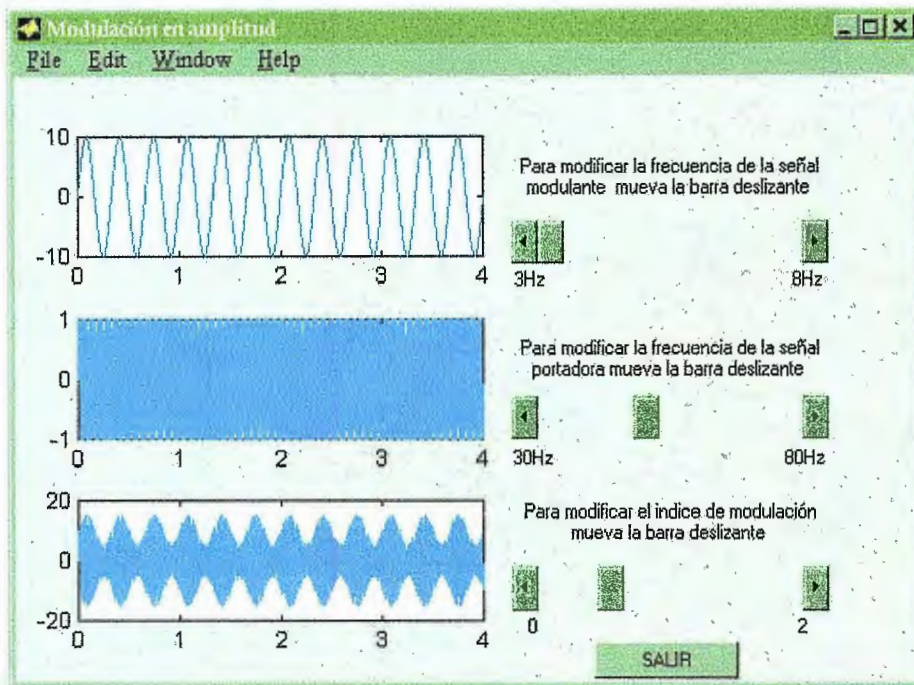 Modulación en amplitud
File Edit Window Help
10
0
-10
0 1 2 3 4
Para modificar la frecuencia de la señal
modulante mueva la barra deslizante
3Hz 8Hz
1
0
-1
0 1 2 3 4
Para modificar la frecuencia de la señal
portadora mueva la barra deslizante
30Hz 80Hz
20
0
-20
0 1 2 3 4
Para modificar el indice de modulación
mueva la barra deslizante
0 2
SALIR